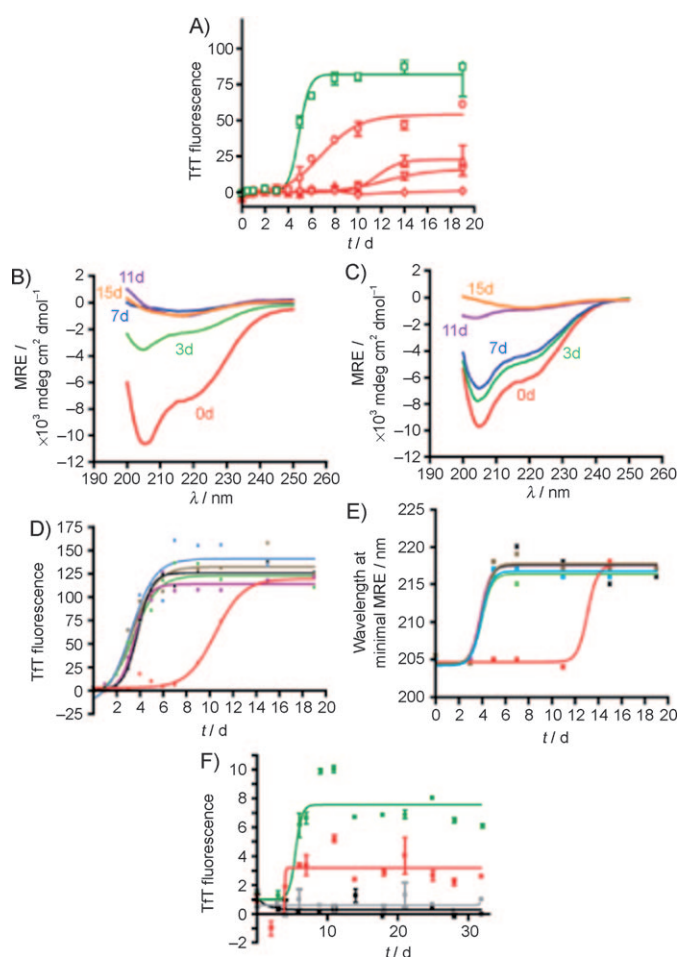 A)
100
75
50
25
0
TfT fluorescence
0 2 4 6 8 10 12 14 16 18 20
t / d
B)
2
0
−2
−4
−6
−8
−10
−12
MRE /
×10³ mdeg cm² dmol⁻¹
11d
15d
7d
3d
0d
190 200 210 220 230 240 250 260
λ / nm
C)
2
0
−2
−4
−6
−8
−10
−12
MRE /
×10³ mdeg cm² dmol⁻¹
15d
11d
7d
3d
0d
190 200 210 220 230 240 250 260
λ / nm
D)
175
150
125
100
75
50
25
0
−25
TfT fluorescence
2 4 6 8 10 12 14 16 18 20
t / d
E)
225
220
215
210
205
200
Wavelength at
minimal MRE / nm
0 2 4 6 8 10 12 14 16 18 20
t / d
F)
10
8
6
4
2
0
−2
TfT fluorescence
10 20 30
t / d